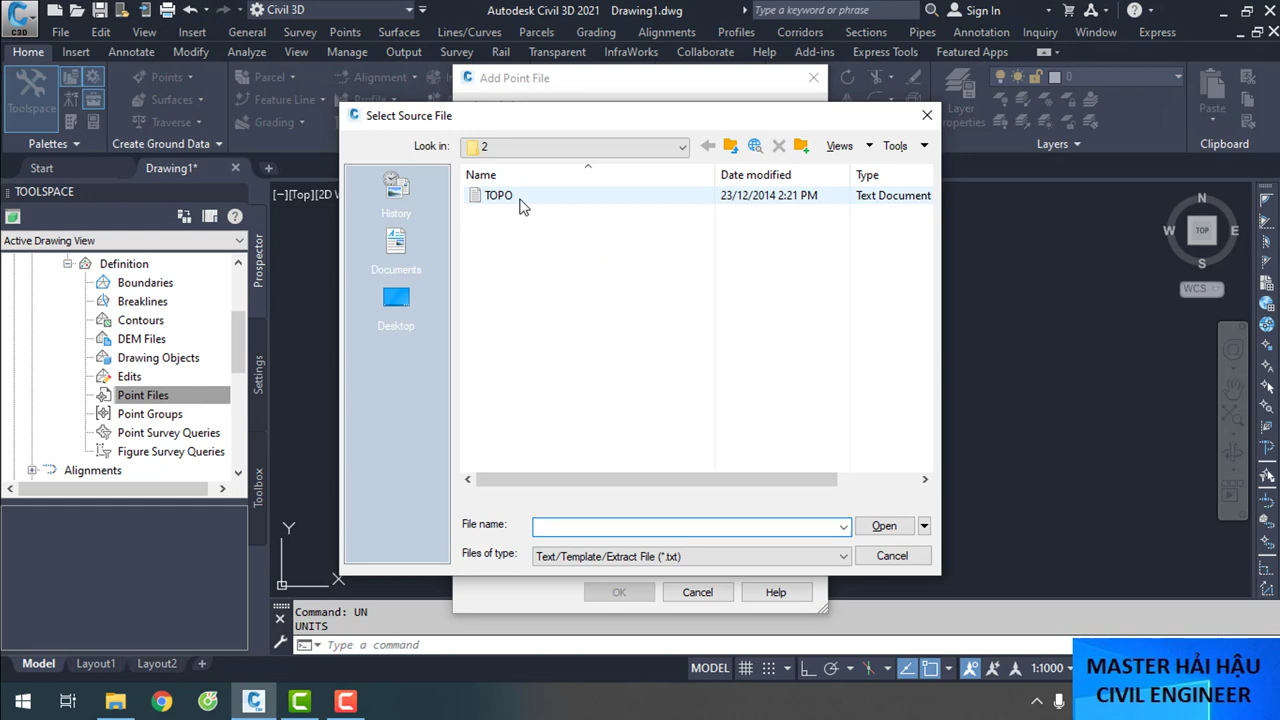 C3D
Civil 3D
Autodesk Civil 3D 2021 Drawing1.dwg
Type a keyword or phrase
Sign In
File Edit View Insert General Survey Points Surfaces Lines/Curves Parcels Grading Alignments Profiles Corridors Sections Pipes Annotation Inquiry Window Express
Home Insert Annotate Modify Analyze View Manage Output Survey Rail Transparent InfraWorks Collaborate Help Add-ins Express Tools Featured Apps
Toolspace
Points
Surfaces
Traverse
Parcel
Feature Line
Grading
Alignment
Palettes
Create Ground Data
Layer
Properties
0
Layers
Paste
Clipboard
Add Point File
Start
Drawing1*
[−][Top][2D
TOOLSPACE
Active Drawing View
Definition
Boundaries
Breaklines
Contours
DEM Files
Drawing Objects
Edits
Point Files
Point Groups
Point Survey Queries
Figure Survey Queries
Alignments
Prospector
Settings
Toolbox
Select Source File
Look in:
2
Views
Tools
History
Documents
Desktop
Name
Date modified
Type
TOPO
23/12/2014 2:21 PM
Text Document
File name:
Open
Files of type:
Text/Template/Extract File (*.txt)
Cancel
OK
Cancel
Help
N
W
TOP
E
S
WCS
Y
X
Command: UN
UNITS
Type a command
Model
Layout1
Layout2
MODEL
1:1000
MASTER HẢI HẬU
CIVIL ENGINEER